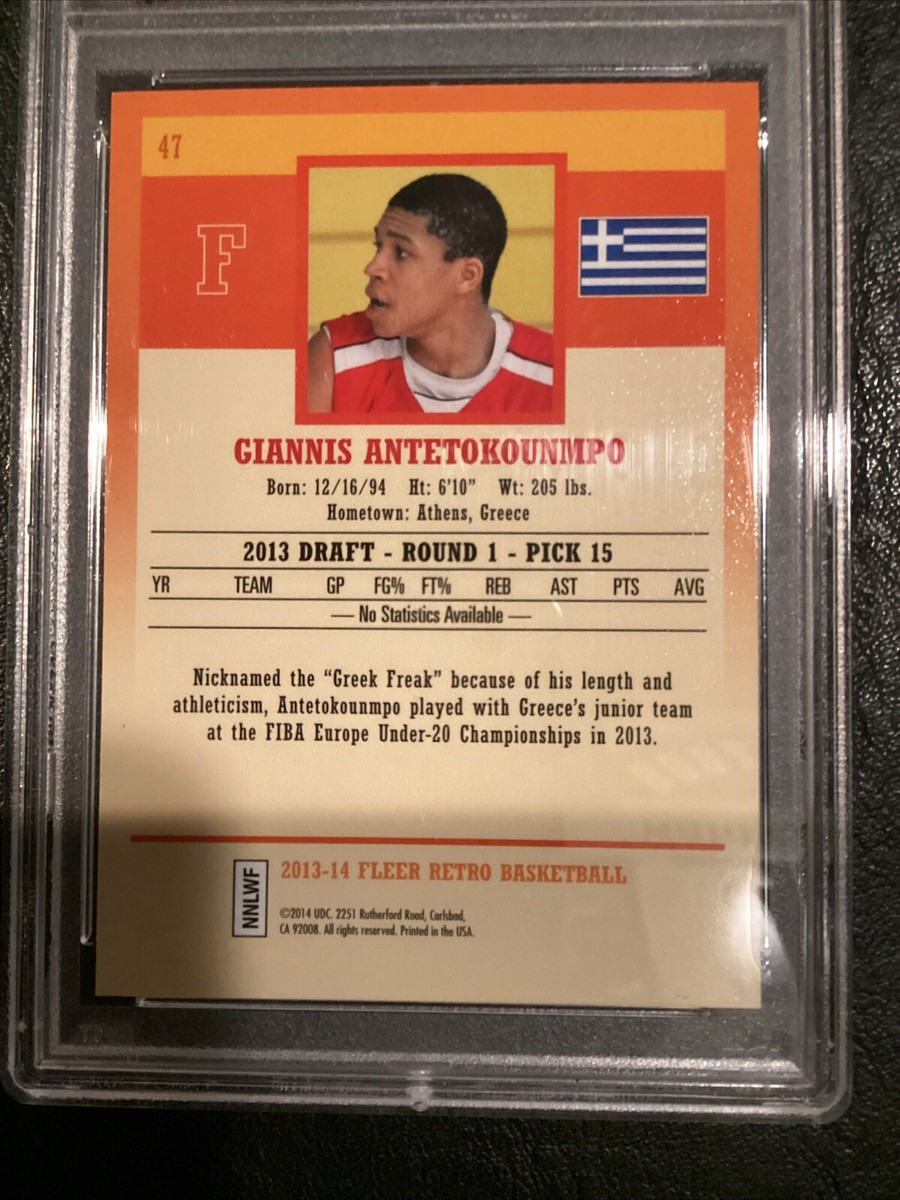 47
F
GIANNIS ANTETOKOUNMPO
Born: 12/16/94 Ht: 6'10" Wt: 205 lbs.
Hometown: Athens, Greece
2013 DRAFT - ROUND 1 - PICK 15
YR TEAM GP FG% FT% REB AST PTS AVG
— No Statistics Available —
Nicknamed the “Greek Freak” because of his length and
athleticism, Antetokounmpo played with Greece's junior team
at the FIBA Europe Under-20 Championships in 2013.
NNLWF
2013-14 FLEER RETRO BASKETBALL
©2014 UDC. 2251 Rutherford Road, Carlsbad,
CA 92008. All rights reserved. Printed in the USA.